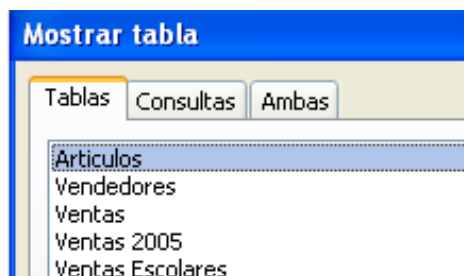 Mostrar tabla
Tablas Consultas Ambas
Articulos
Vendedores
Ventas
Ventas 2005
Ventas Escolares